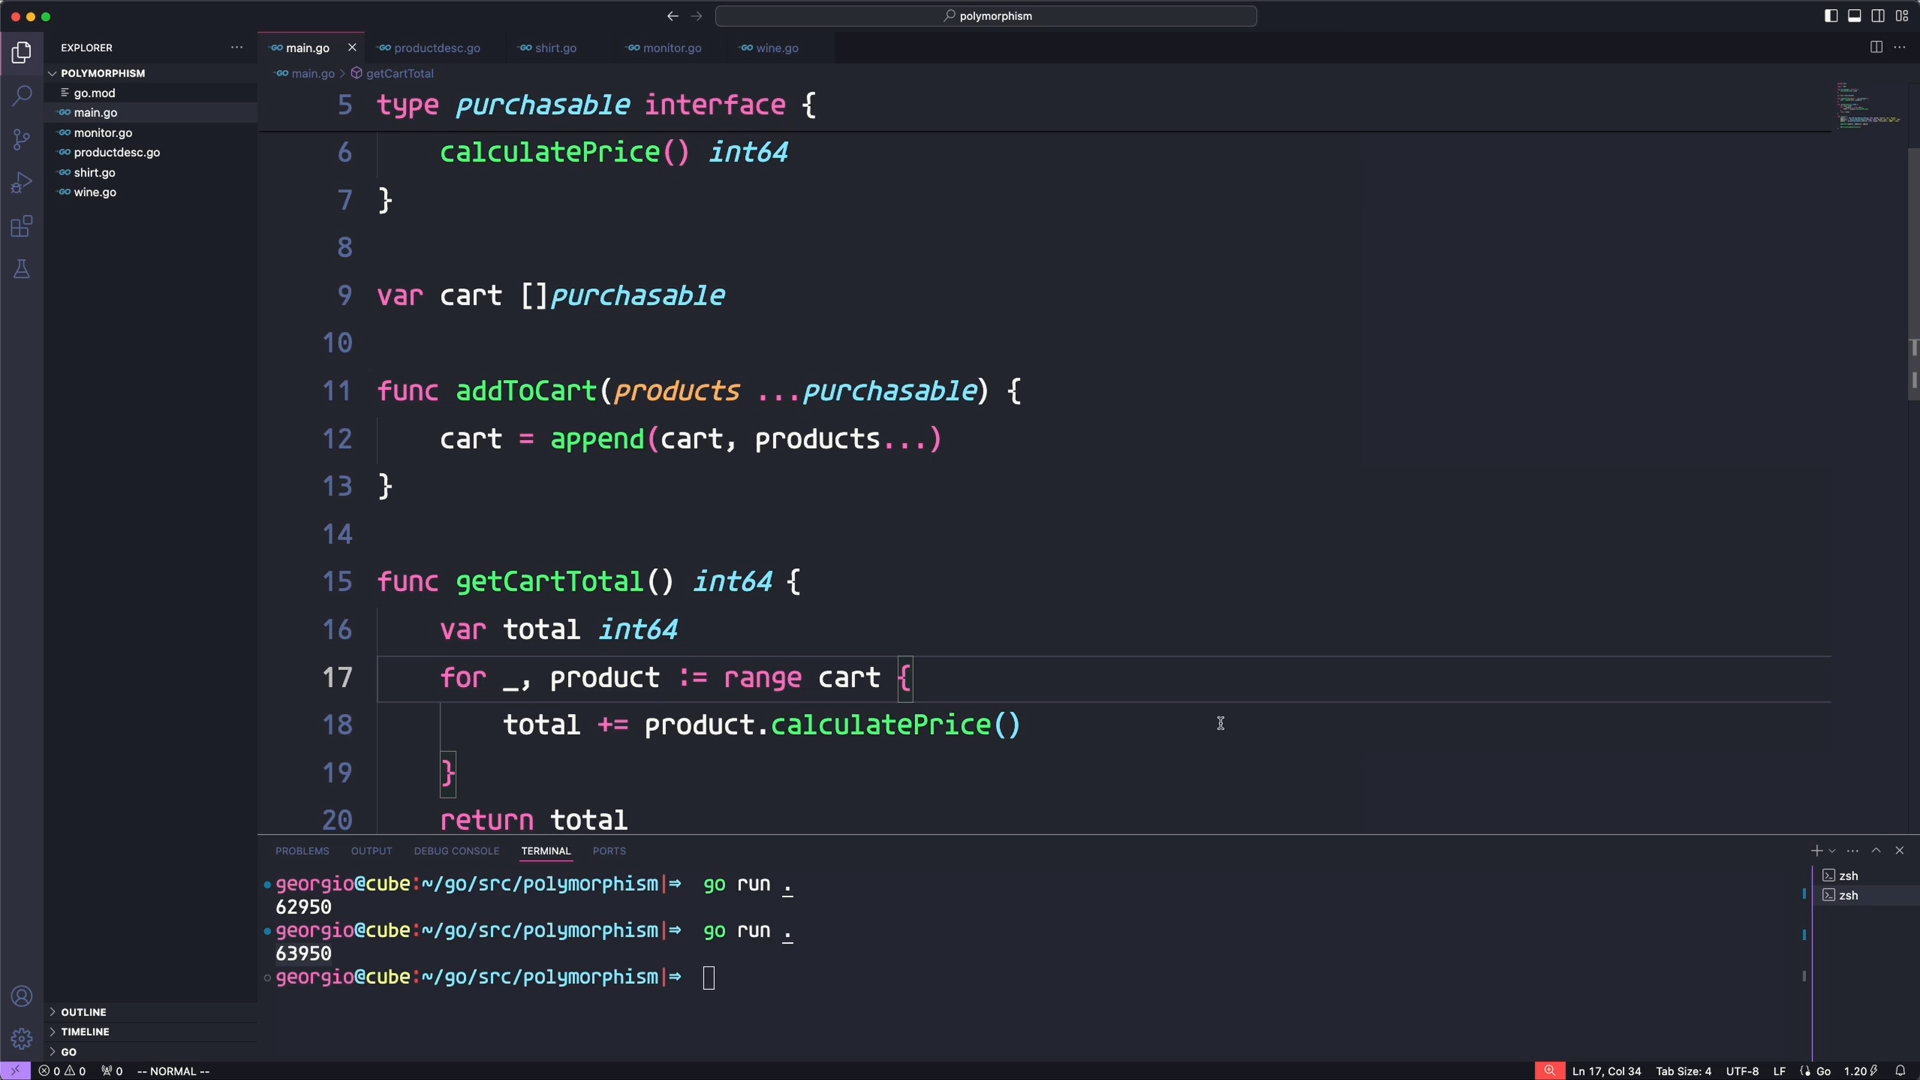 polymorphism
EXPLORER
main.go
productdesc.go
shirt.go
monitor.go
wine.go
POLYMORPHISM
go.mod
main.go
monitor.go
productdesc.go
shirt.go
wine.go
main.go > getCartTotal
5 type purchasable interface {
6 calculatePrice() int64
7 }
8
9 var cart []purchasable
10
11 func addToCart(products ...purchasable) {
12 cart = append(cart, products...)
13 }
14
15 func getCartTotal() int64 {
16 var total int64
17 for _, product := range cart {
18 total += product.calculatePrice()
19 }
20 return total
PROBLEMS OUTPUT DEBUG CONSOLE TERMINAL PORTS
georgio@cube:~/go/src/polymorphism|⇒ go run .
62950
georgio@cube:~/go/src/polymorphism|⇒ go run .
63950
georgio@cube:~/go/src/polymorphism|⇒
zsh
zsh
OUTLINE
TIMELINE
GO
0 0 0 -- NORMAL -- Ln 17, Col 34 Tab Size: 4 UTF-8 LF Go 1.20